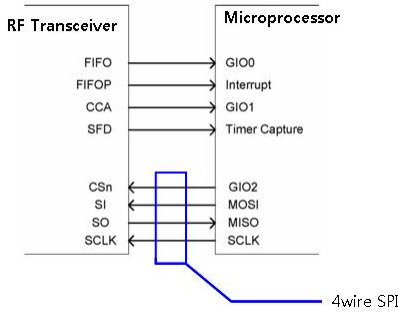 RF Transceiver
Microprocessor
FIFO
GIO0
FIFOP
Interrupt
CCA
GIO1
SFD
Timer Capture
CSn
GIO2
SI
MOSI
SO
MISO
SCLK
SCLK
4wire SPI